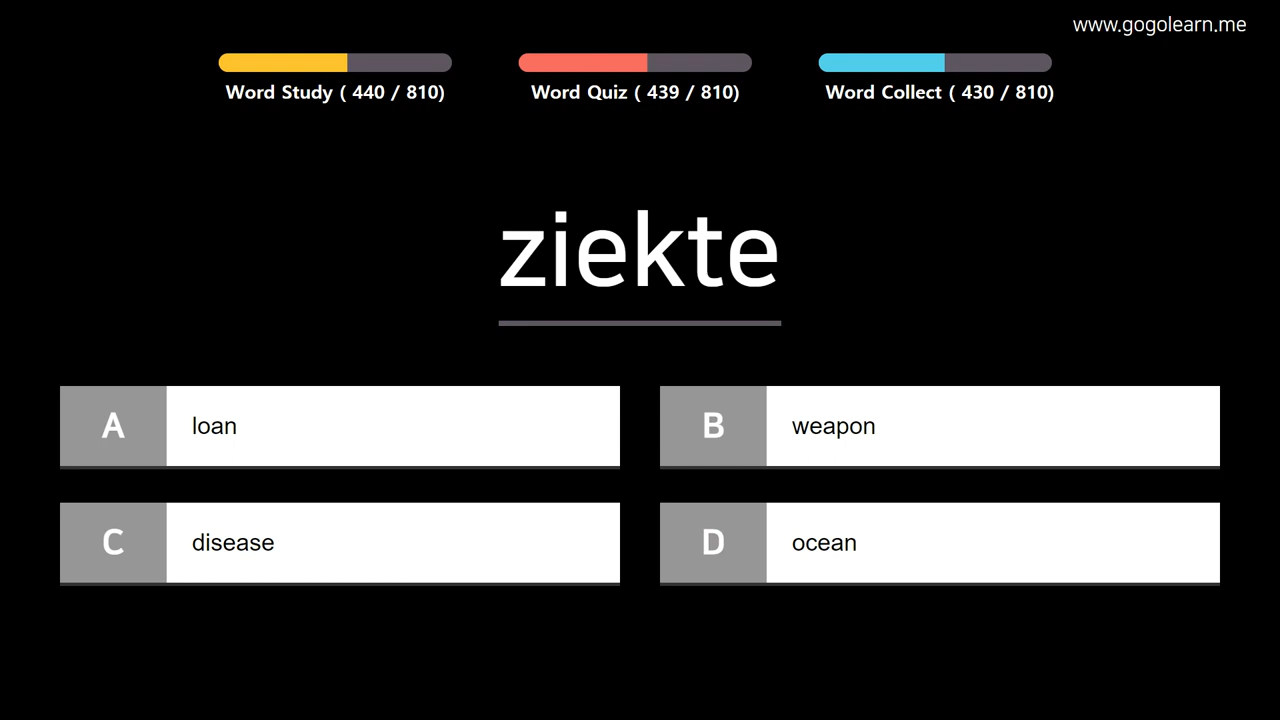 www.gogolearn.me
Word Study ( 440 / 810)
Word Quiz ( 439 / 810)
Word Collect ( 430 / 810)
ziekte
A loan
B weapon
C disease
D ocean